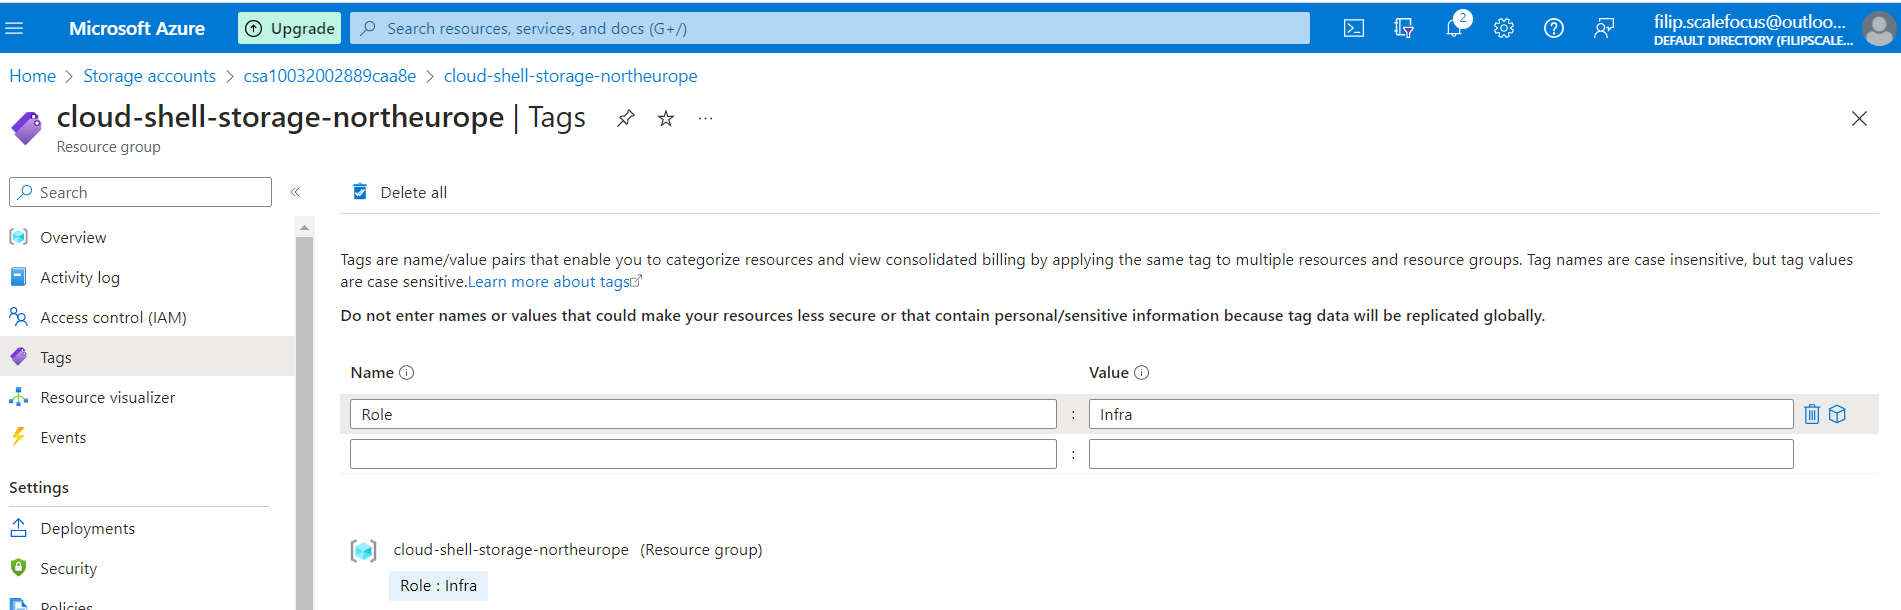 Microsoft Azure
Upgrade
Search resources, services, and docs (G+/)
2
filip.scalefocus@outloo...
DEFAULT DIRECTORY (FILIPSCALE...
Home > Storage accounts > csa10032002889caa8e > cloud-shell-storage-northeurope
cloud-shell-storage-northeurope | Tags
Resource group
Search
Delete all
Overview
Activity log
Access control (IAM)
Tags
Resource visualizer
Events
Settings
Deployments
Security
Policies
Tags are name/value pairs that enable you to categorize resources and view consolidated billing by applying the same tag to multiple resources and resource groups. Tag names are case insensitive, but tag values
are case sensitive.Learn more about tags
Do not enter names or values that could make your resources less secure or that contain personal/sensitive information because tag data will be replicated globally.
Name
Value
Role : Infra
:
cloud-shell-storage-northeurope (Resource group)
Role : Infra